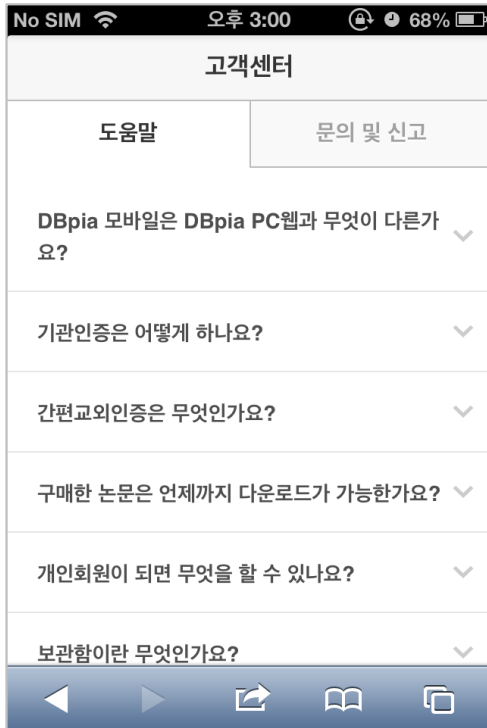 No SIM 오후 3:00 68%
고객센터
도움말 문의 및 신고
DBpia 모바일은 DBpia PC웹과 무엇이 다른가
요?
기관인증은 어떻게 하나요?
간편교외인증은 무엇인가요?
구매한 논문은 언제까지 다운로드가 가능한가요?
개인회원이 되면 무엇을 할 수 있나요?
보관함이란 무엇인가요?